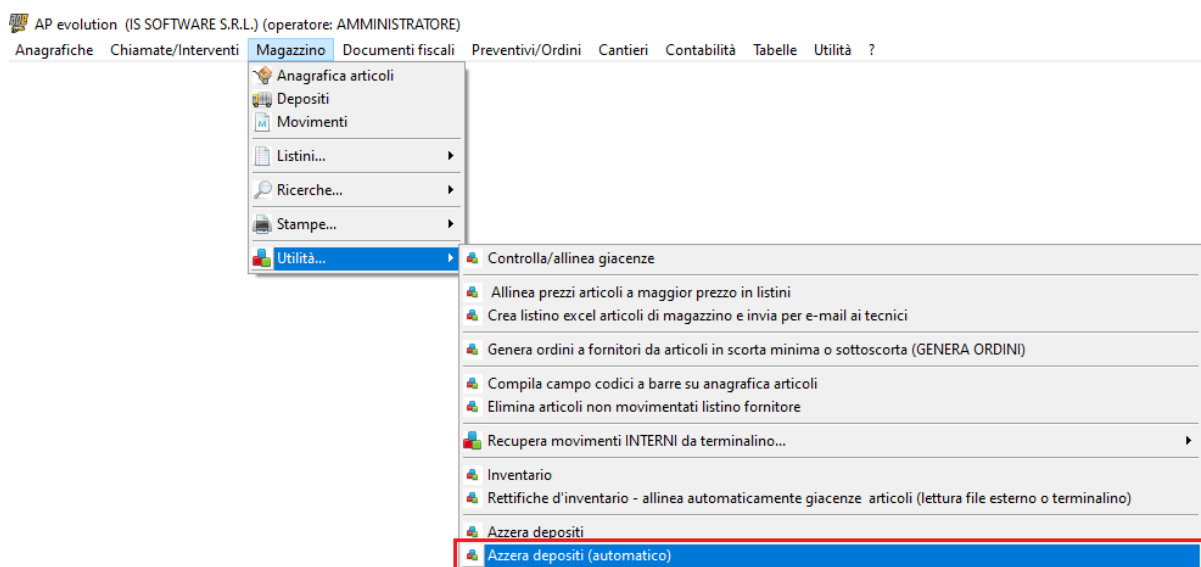 AP evolution (IS SOFTWARE S.R.L.) (operatore: AMMINISTRATORE)
Anagrafiche Chiamate/Interventi Magazzino Documenti fiscali Preventivi/Ordini Cantieri Contabilità Tabelle Utilità ?
Anagrafica articoli
Depositi
Movimenti
Listini...
Ricerche...
Stampe...
Utilità...
Controlla/allinea giacenze
Allinea prezzi articoli a maggior prezzo in listini
Crea listino excel articoli di magazzino e invia per e-mail ai tecnici
Genera ordini a fornitori da articoli in scorta minima o sottoscorta (GENERA ORDINI)
Compila campo codici a barre su anagrafica articoli
Elimina articoli non movimentati listino fornitore
Recupera movimenti INTERNI da terminalino...
Inventario
Rettifiche d'inventario - allinea automaticamente giacenze articoli (lettura file esterno o terminalino)
Azzera depositi
Azzera depositi (automatico)